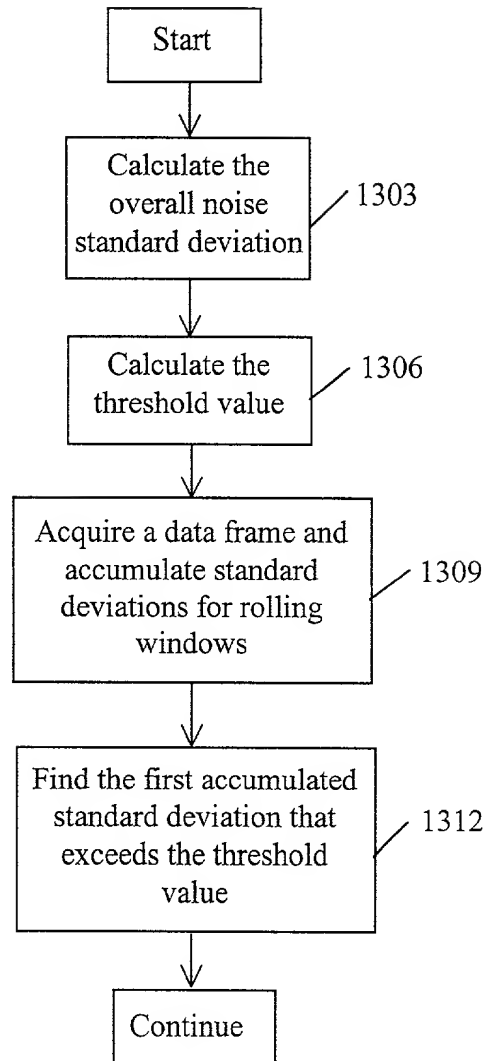 Start
Calculate the
overall noise
standard deviation
1303
Calculate the
threshold value
1306
Acquire a data frame and
accumulate standard
deviations for rolling
windows
1309
Find the first accumulated
standard deviation that
exceeds the threshold
value
1312
Continue